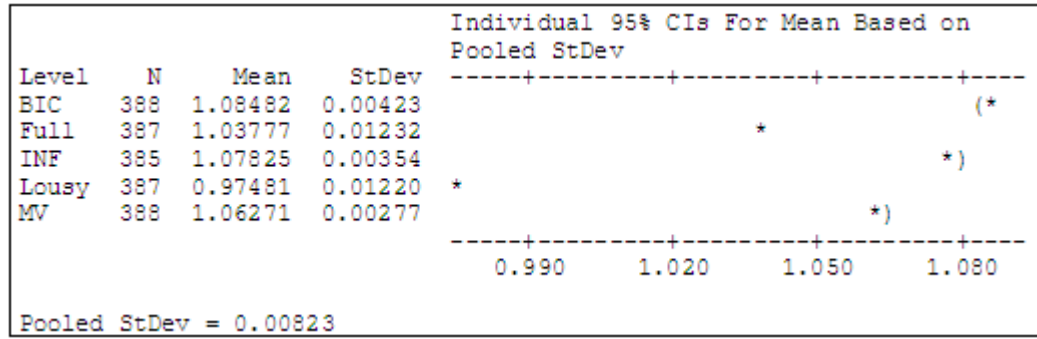 Individual 95% CIs For Mean Based on
Pooled StDev
Level N Mean StDev -----+---------+---------+---------+----
BIC 388 1.08482 0.00423 (*
Full 387 1.03777 0.01232 *
INF 385 1.07825 0.00354 *)
Lousy 387 0.97481 0.01220 *
MV 388 1.06271 0.00277 *)
-----+---------+---------+---------+----
0.990 1.020 1.050 1.080
Pooled StDev = 0.00823